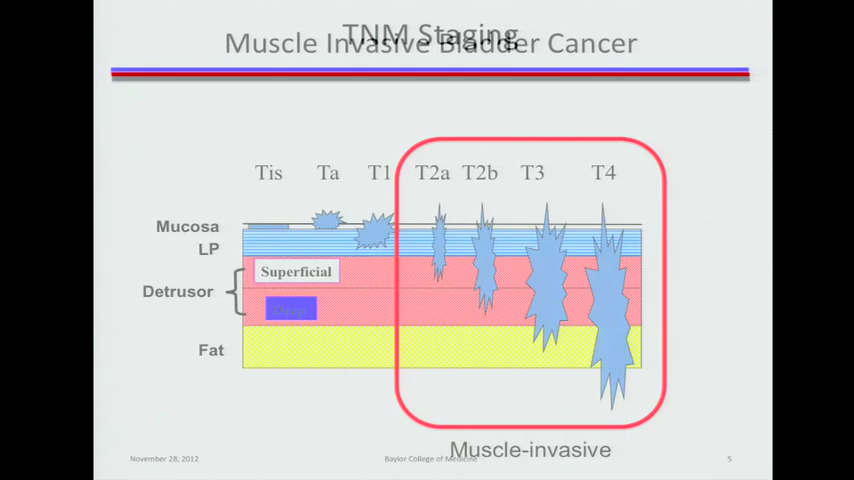 TNM Staging
Muscle Invasive Bladder Cancer
Tis Ta T1 T2a T2b T3 T4
Mucosa
LP
Superficial
Detrusor
Deep
Fat
Muscle-invasive
November 28, 2012 Baylor College of Medicine 5